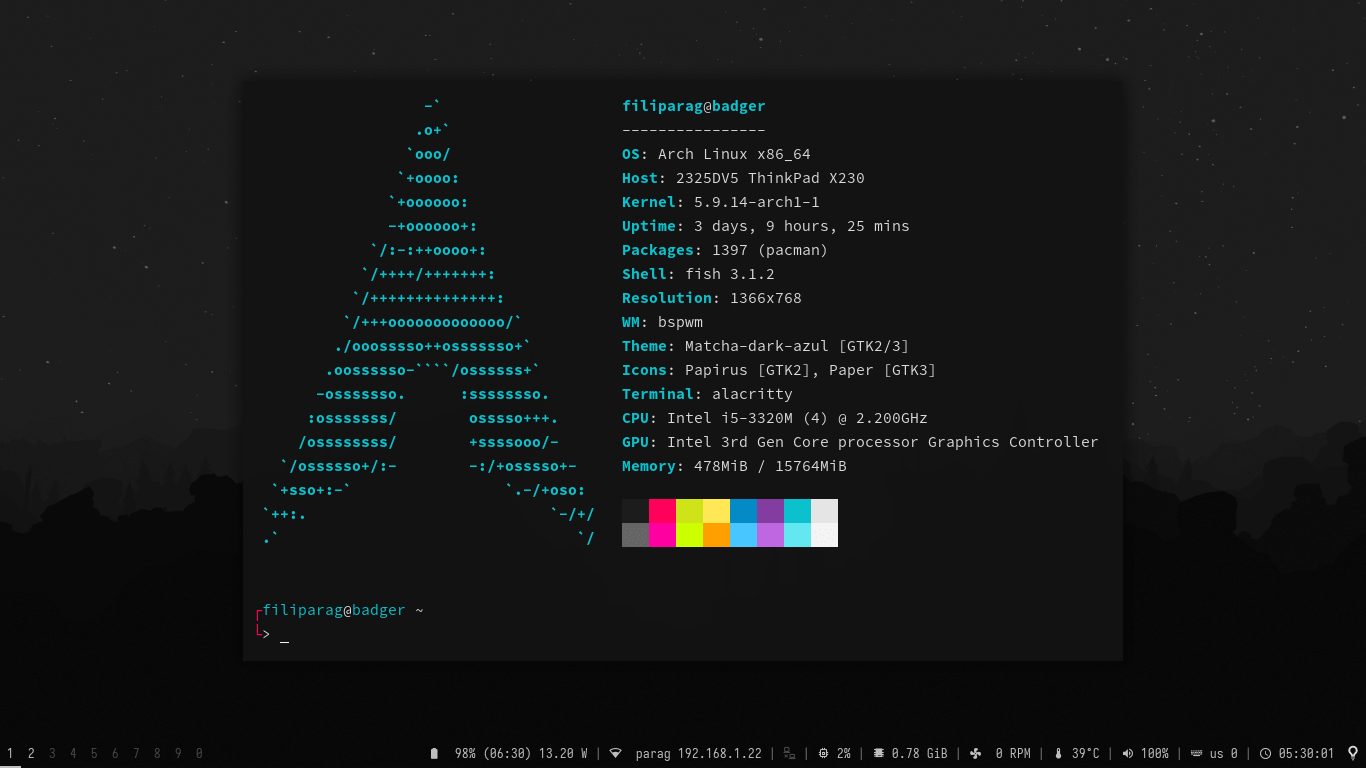 -`
.o+`
`ooo/
`+oooo:
`+oooooo:
-+oooooo+:
`/:-:++oooo+:
`/++++/+++++++:
`/++++++++++++++:
`/+++ooooooooooooo/`
./ooosssso++osssssso+`
.oossssso-````/ossssss+`
-osssssso.      :ssssssso.
:osssssss/        osssso+++.
/ossssssss/        +ssssooo/-
`/ossssso+/:-        -:/+osssso+-
`+sso+:-`                 `.-/+oso:
`++:.                           `-/+/
.`                                 `/
filiparag@badger
----------------
OS: Arch Linux x86_64
Host: 2325DV5 ThinkPad X230
Kernel: 5.9.14-arch1-1
Uptime: 3 days, 9 hours, 25 mins
Packages: 1397 (pacman)
Shell: fish 3.1.2
Resolution: 1366x768
WM: bspwm
Theme: Matcha-dark-azul [GTK2/3]
Icons: Papirus [GTK2], Paper [GTK3]
Terminal: alacritty
CPU: Intel i5-3320M (4) @ 2.200GHz
GPU: Intel 3rd Gen Core processor Graphics Controller
Memory: 478MiB / 15764MiB
┌filiparag@badger ~
└> _
1 2 3 4 5 6 7 8 9 0 98% (06:30) 13.20 W | parag 192.168.1.22 | | 2% | 0.78 GiB | 0 RPM | 39°C | 100% | us 0 | 05:30:01